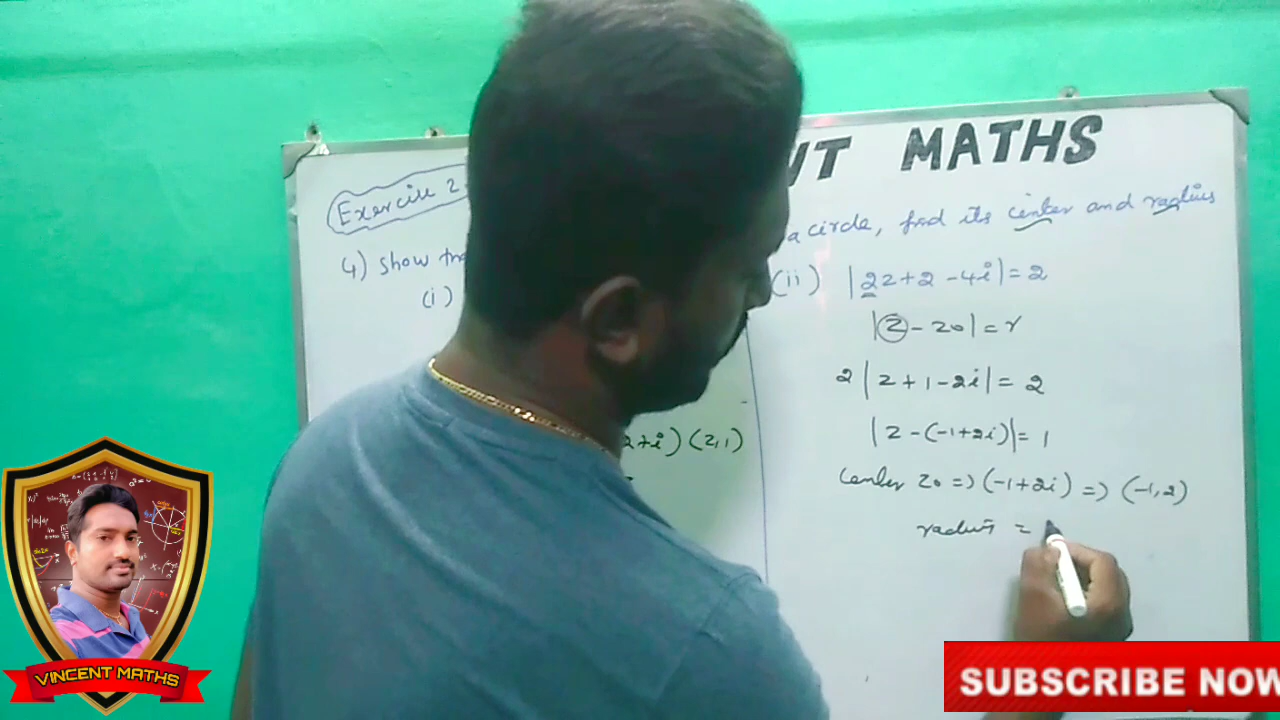 NT MATHS
Exercise 2.
4) Show tha
a circle, find its center and radius
(i)
2+i) (2,1)
(ii) |2z+2-4i|=2
|z-z0|=r
2|z+1-2i|=2
|z-(-1+2i)|=1
Center z0 => (-1+2i) => (-1,2)
radius =
VINCENT MATHS
SUBSCRIBE NOW